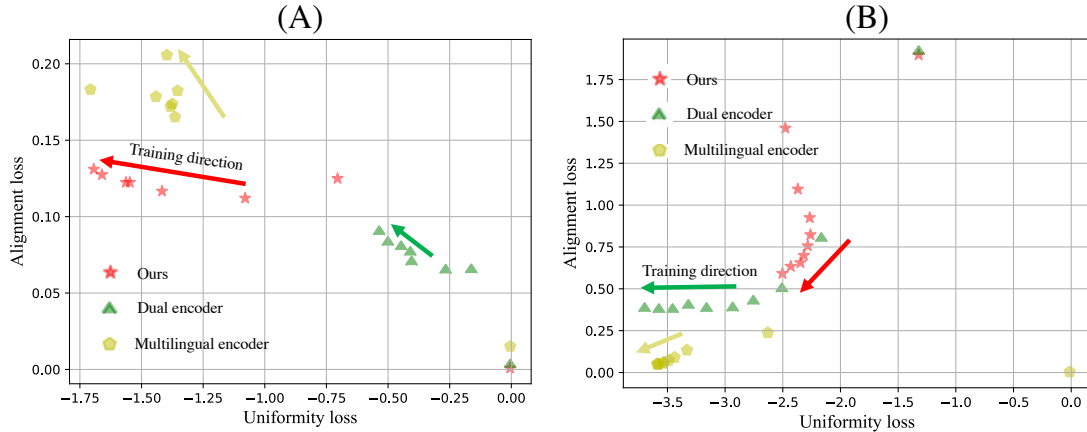 (A)
Alignment loss
0.20
0.15
0.10
0.05
0.00
Training direction
Ours
Dual encoder
Multilingual encoder
−1.75
−1.50
−1.25
−1.00
−0.75
−0.50
−0.25
0.00
Uniformity loss
(B)
Alignment loss
1.75
1.50
1.25
1.00
0.75
0.50
0.25
0.00
Ours
Dual encoder
Multilingual encoder
Training direction
−3.5
−3.0
−2.5
−2.0
−1.5
−1.0
−0.5
0.0
Uniformity loss